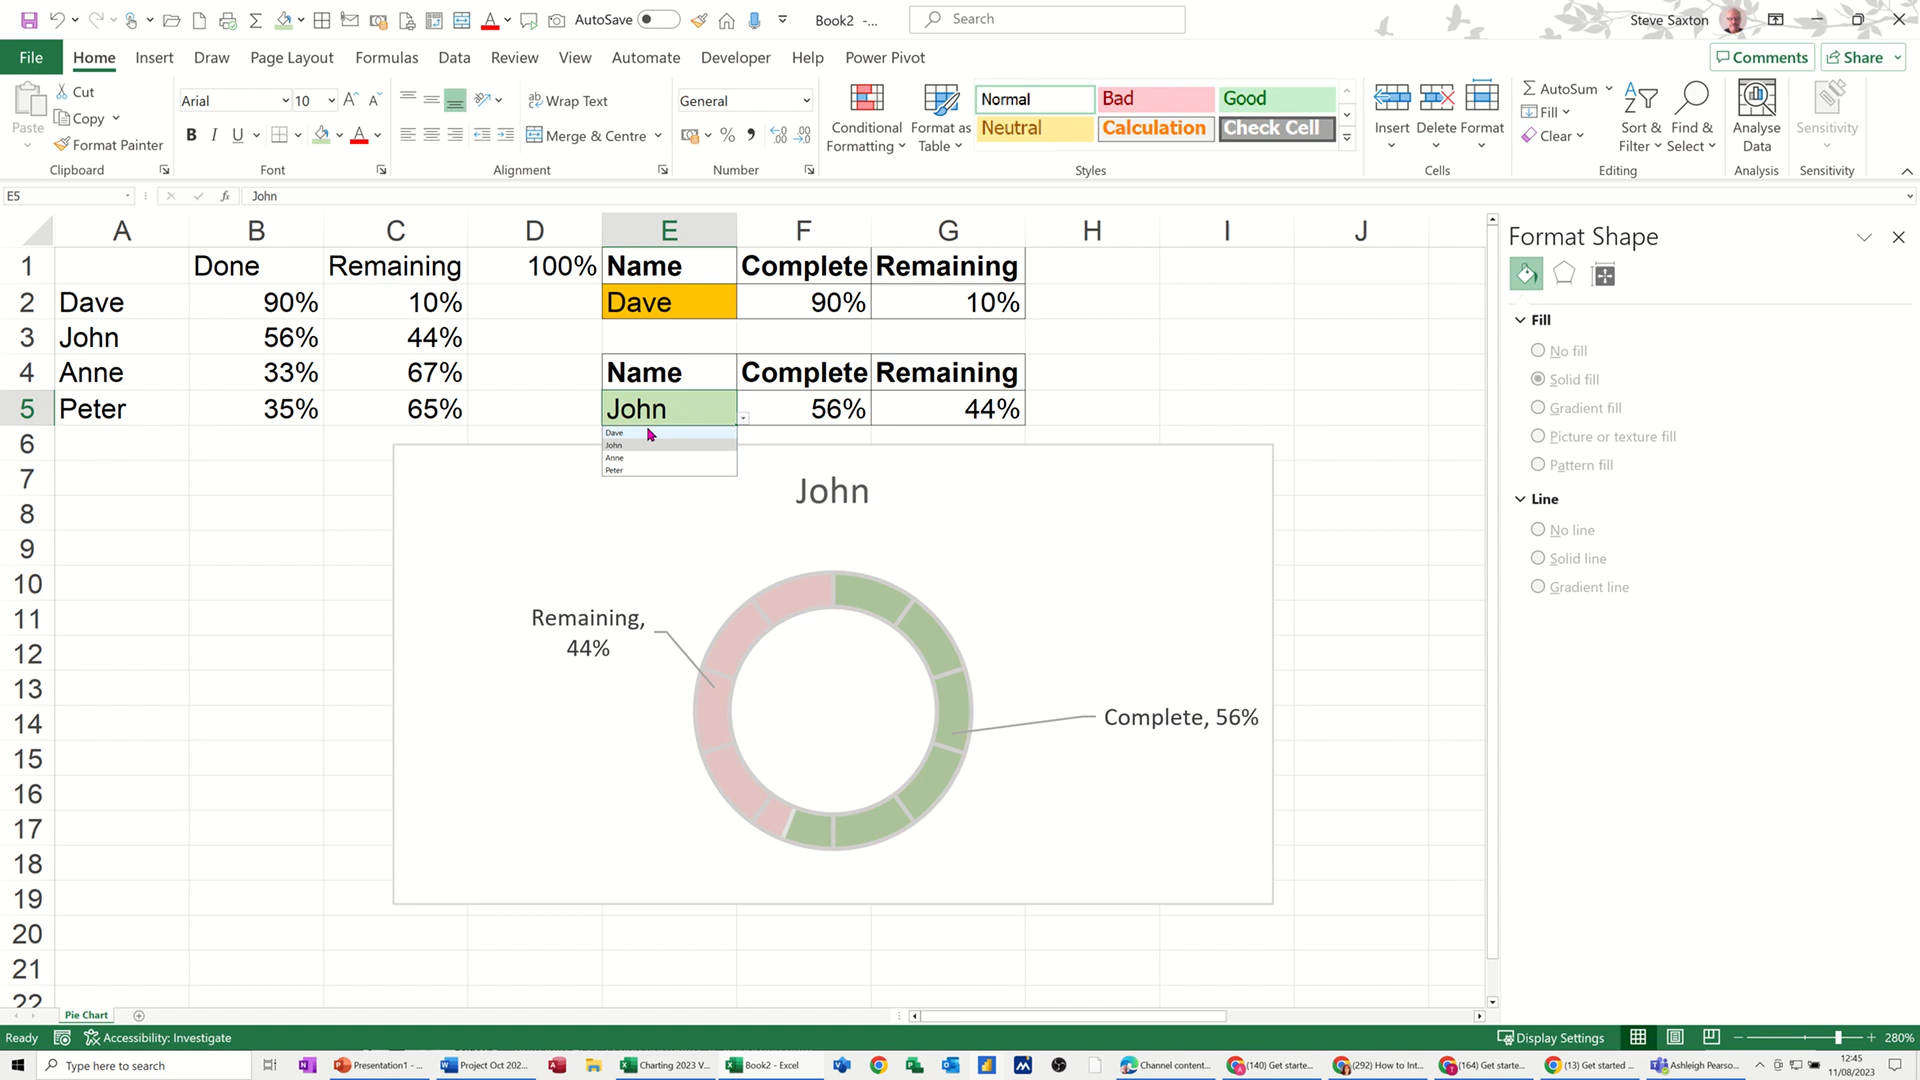 AutoSave Book2 -... Search Steve Saxton
File Home Insert Draw Page Layout Formulas Data Review View Automate Developer Help Power Pivot Comments Share
Paste Cut Copy Format Painter Clipboard
Arial 10 B I U Font
Wrap Text Merge & Centre Alignment
General % Number
Conditional Formatting Format as Table
Normal Bad Good
Neutral Calculation Check Cell
Styles
Insert Delete Format Cells
AutoSum Fill Clear Sort & Filter Find & Select Editing
Analyse Data Analysis
Sensitivity Sensitivity
E5 fx John
A B C D E F G H I J
1 Done Remaining 100% Name Complete Remaining
2 Dave 90% 10% Dave 90% 10%
3 John 56% 44%
4 Anne 33% 67% Name Complete Remaining
5 Peter 35% 65% John 56% 44%
Dave
John
Anne
Peter
6
7
8
9
10
11
12
13
14
15
16
17
18
19
20
21
22
John
Remaining,
44%
Complete, 56%
Format Shape
Fill
No fill
Solid fill
Gradient fill
Picture or texture fill
Pattern fill
Line
No line
Solid line
Gradient line
Pie Chart
Ready Accessibility: Investigate Display Settings 280%
Type here to search Presentation1 - ... Project Oct 202... Charting 2023 V... Book2 - Excel Channel content... (140) Get starte... (292) How to Int... (164) Get starte... (13) Get started ... Ashleigh Pearso... 12:45
11/08/2023